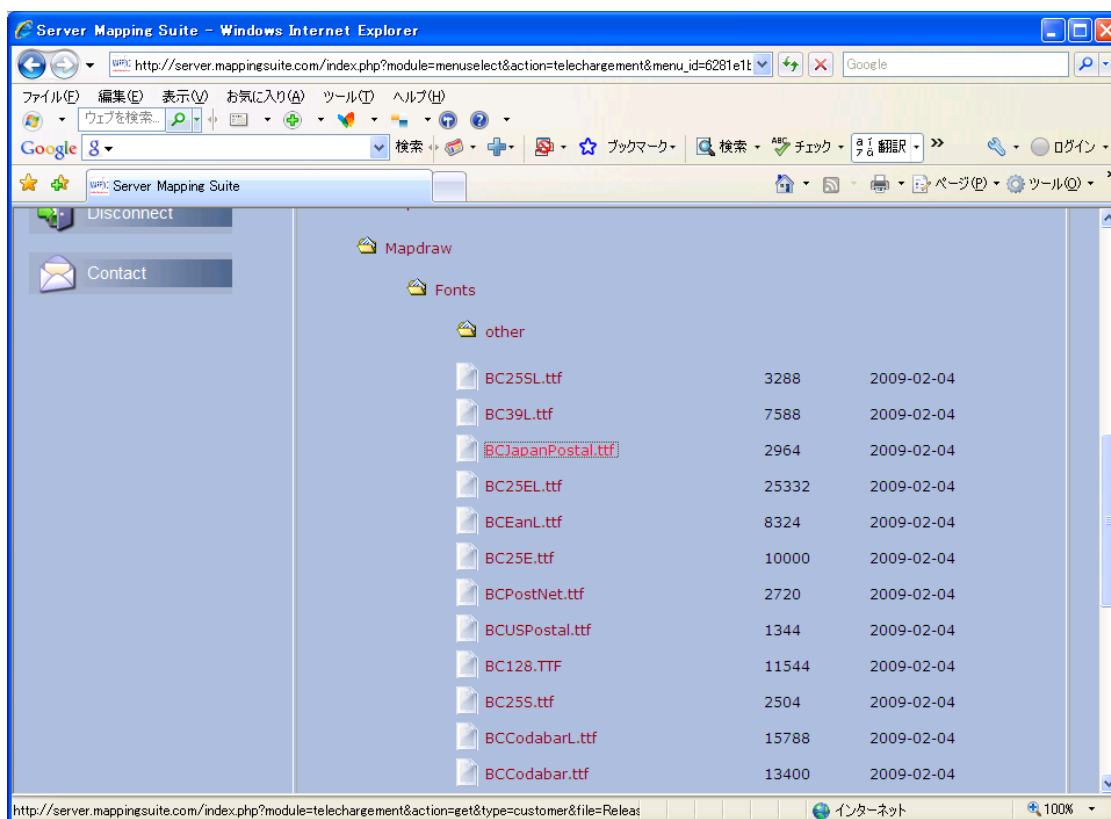 Server Mapping Suite - Windows Internet Explorer
http://server.mappingsuite.com/index.php?module=menuselect&action=telechargement&menu_id=6281e1b Google
ファイル(F) 編集(E) 表示(V) お気に入り(A) ツール(T) ヘルプ(H)
ウェブを検索...
Google 検索 ブックマーク 検索 チェック 翻訳 ログイン
Server Mapping Suite ページ(P) ツール(O)
Disconnect
Mapdraw
Contact
Fonts
other
BC25SL.ttf 3288 2009-02-04
BC39L.ttf 7588 2009-02-04
BCJapanPostal.ttf 2964 2009-02-04
BC25EL.ttf 25332 2009-02-04
BCEanL.ttf 8324 2009-02-04
BC25E.ttf 10000 2009-02-04
BCPostNet.ttf 2720 2009-02-04
BCUSPostal.ttf 1344 2009-02-04
BC128.TTF 11544 2009-02-04
BC25S.ttf 2504 2009-02-04
BCCodabarL.ttf 15788 2009-02-04
BCCodabar.ttf 13400 2009-02-04
http://server.mappingsuite.com/index.php?module=telechargement&action=get&type=customer&file=Releas インターネット 100%